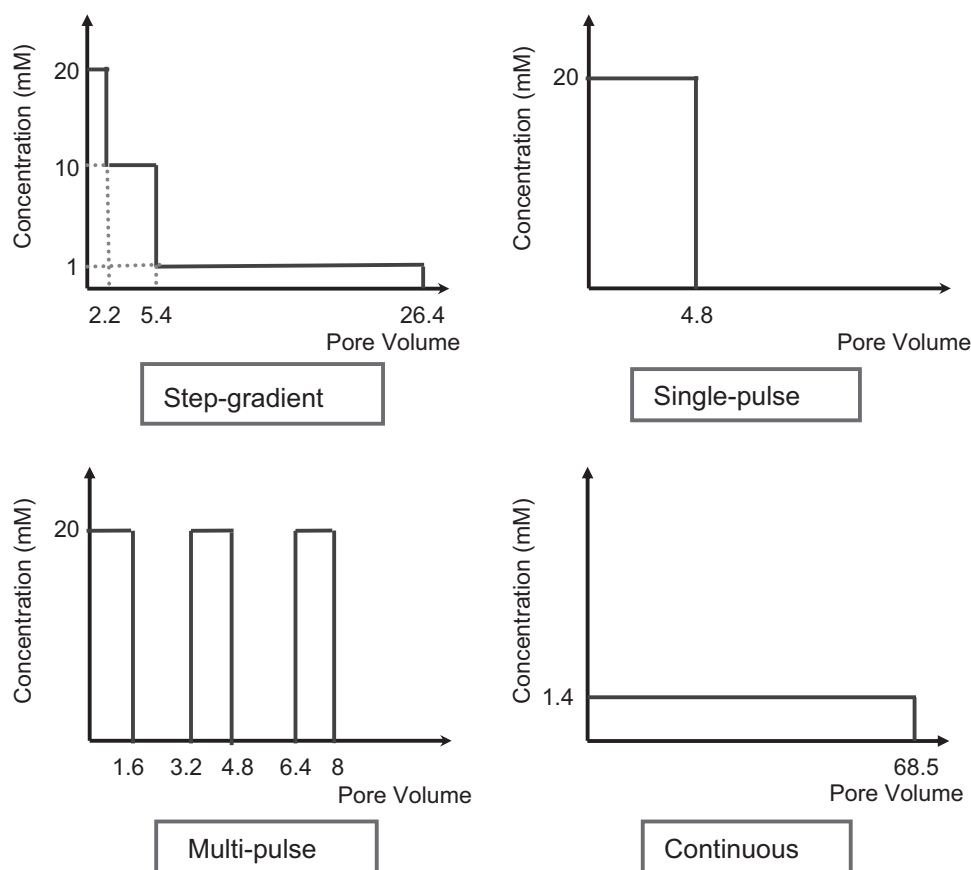 Concentration (mM)
20
10
1
2.2 5.4 26.4
Pore Volume
Step-gradient
Concentration (mM)
20
4.8
Pore Volume
Single-pulse
Concentration (mM)
20
1.6 3.2 4.8 6.4 8
Pore Volume
Multi-pulse
Concentration (mM)
1.4
68.5
Pore Volume
Continuous